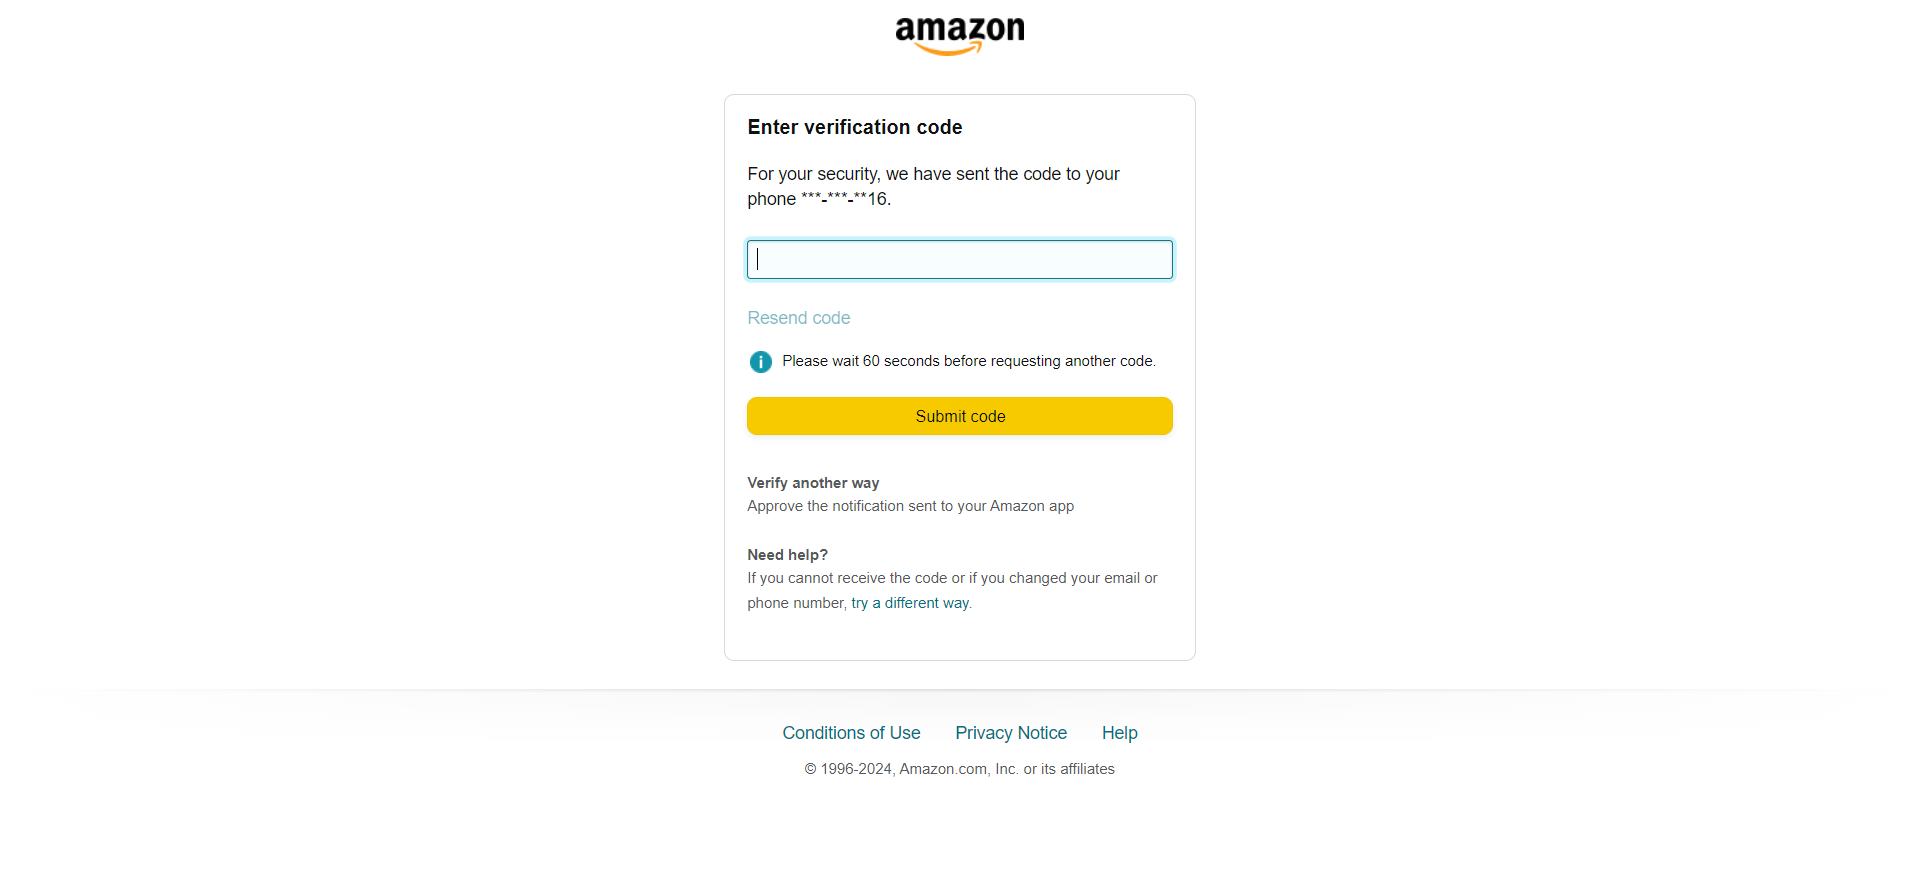 amazon
Enter verification code
For your security, we have sent the code to your
phone ***-***-**16.
Resend code
i Please wait 60 seconds before requesting another code.
Submit code
Verify another way
Approve the notification sent to your Amazon app
Need help?
If you cannot receive the code or if you changed your email or
phone number, try a different way.
Conditions of Use Privacy Notice Help
© 1996-2024, Amazon.com, Inc. or its affiliates